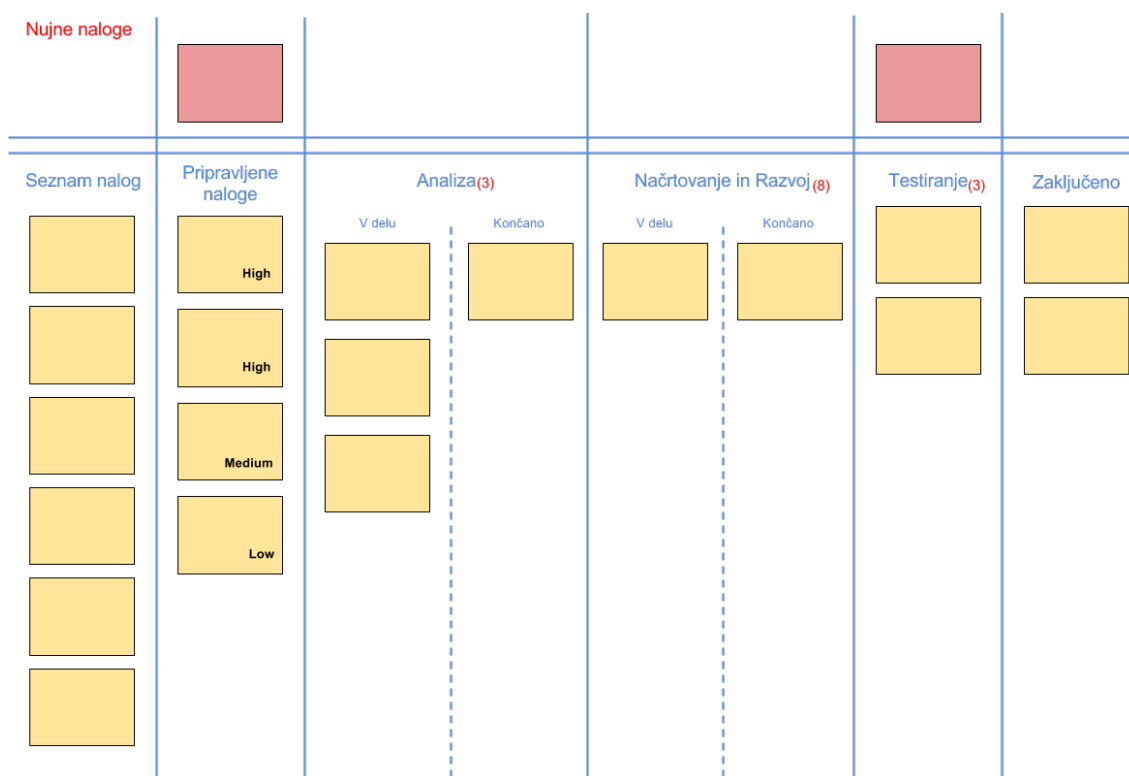 Nujne naloge
Seznam nalog
Pripravljene
naloge
Analiza(3)
Načrtovanje in Razvoj(8)
Testiranje(3)
Zaključeno
V delu
Končano
V delu
Končano
High
High
Medium
Low